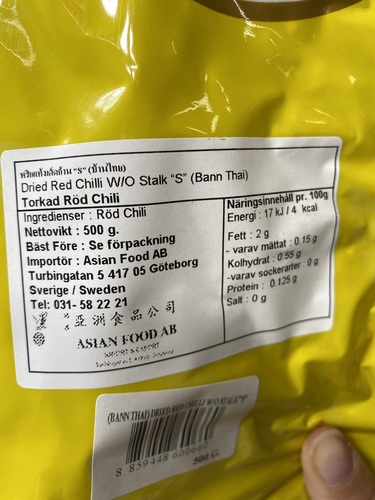 พริกแห้งเด็ดก้าน "S" (บ้านไทย)
Dried Red Chilli W/O Stalk "S" (Bann Thai)
Torkad Röd Chili
Ingredienser : Röd Chili
Nettovikt : 500 g.
Bäst Före : Se förpackning
Importör : Asian Food AB
Turbingatan 5 417 05 Göteborg
Sverige / Sweden
Tel: 031- 58 22 21
亞洲食品公司
ASIAN FOOD AB
Näringsinnehåll pr. 100g
Energi : 17 kJ / 4 kcal
Fett : 2 g
- varav mättat : 0.15 g
Kolhydrat : 0.55 g
-varav sockerarter : 0 g
Protein : 0.125 g
Salt : 0 g
(BANN THAI) DRIED RED CHILLI W/O STALK "S"
500 G.